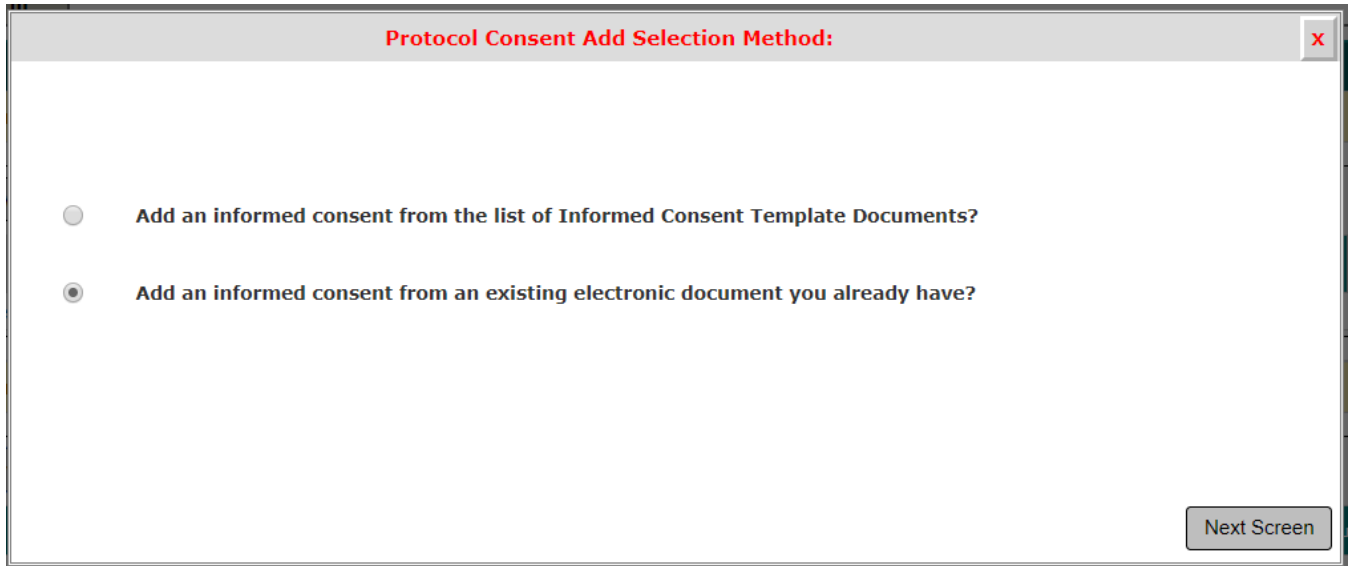 Protocol Consent Add Selection Method:
x
Add an informed consent from the list of Informed Consent Template Documents?
Add an informed consent from an existing electronic document you already have?
Next Screen